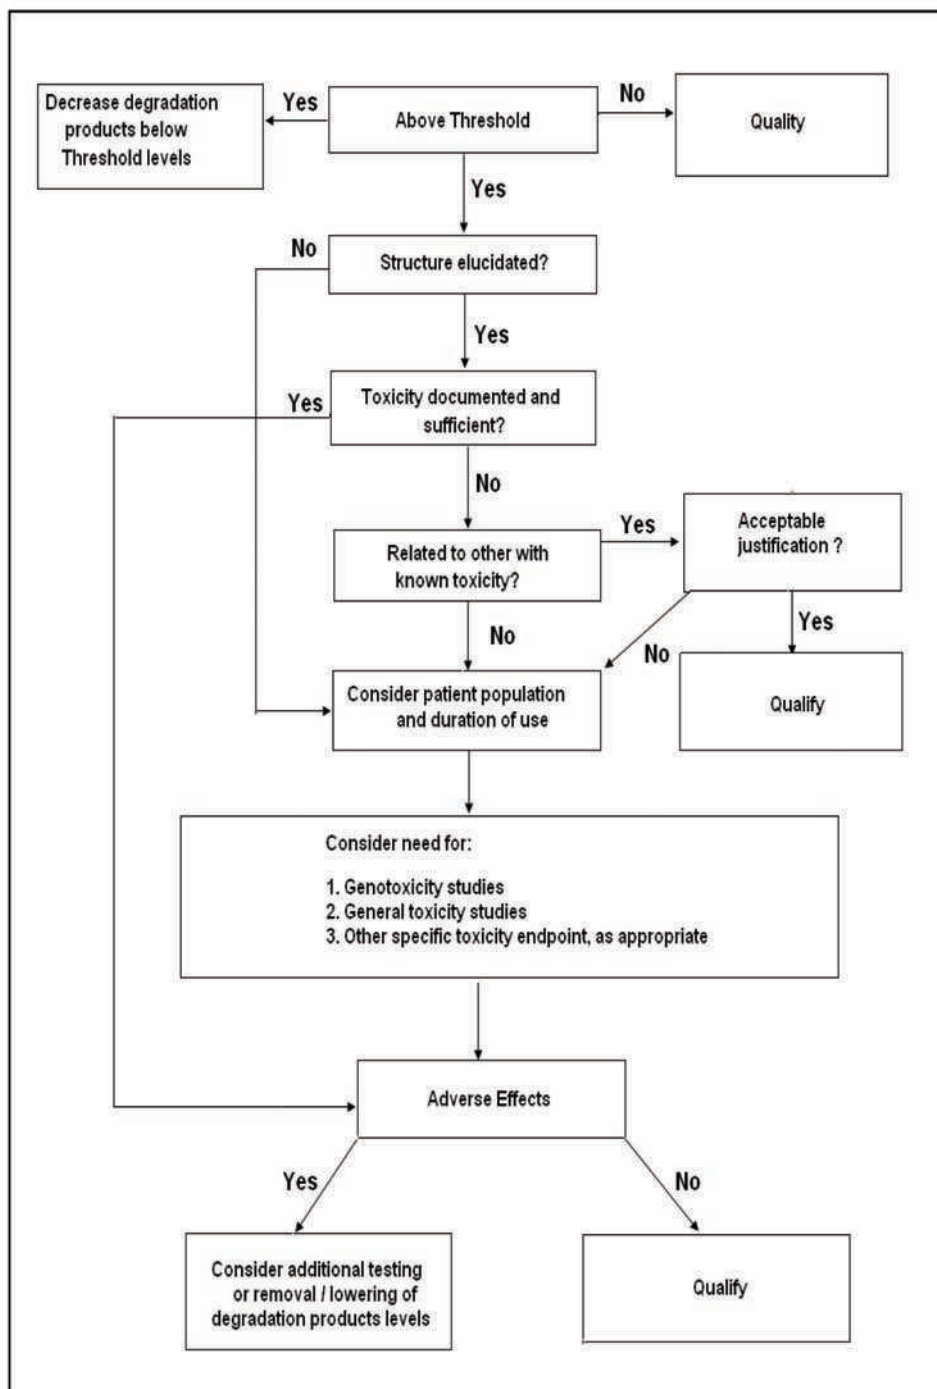 Decrease degradation
products below
Threshold levels
Yes
Above Threshold
No
Quality
Yes
No
Structure elucidated?
Yes
Yes
Toxicity documented and
sufficient?
No
Related to other with
known toxicity?
Yes
Acceptable
justification ?
No
No
Yes
Consider patient population
and duration of use
Qualify
Consider need for:
1. Genotoxicity studies
2. General toxicity studies
3. Other specific toxicity endpoint, as appropriate
Adverse Effects
Yes
No
Consider additional testing
or removal / lowering of
degradation products levels
Qualify